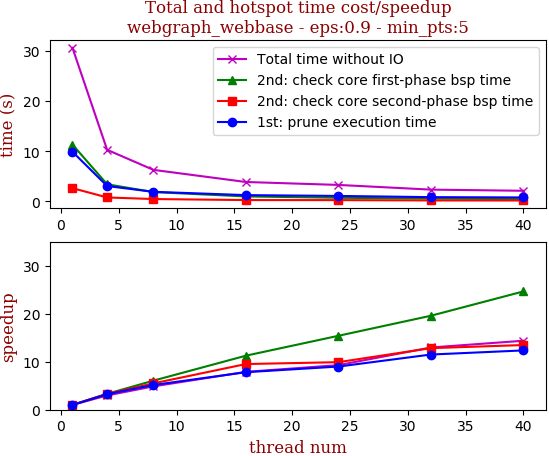 Total and hotspot time cost/speedup
webgraph_webbase - eps:0.9 - min_pts:5
time (s)
30
20
10
0
Total time without IO
2nd: check core first-phase bsp time
2nd: check core second-phase bsp time
1st: prune execution time
0 5 10 15 20 25 30 35 40
speedup
30
20
10
0
0 5 10 15 20 25 30 35 40
thread num